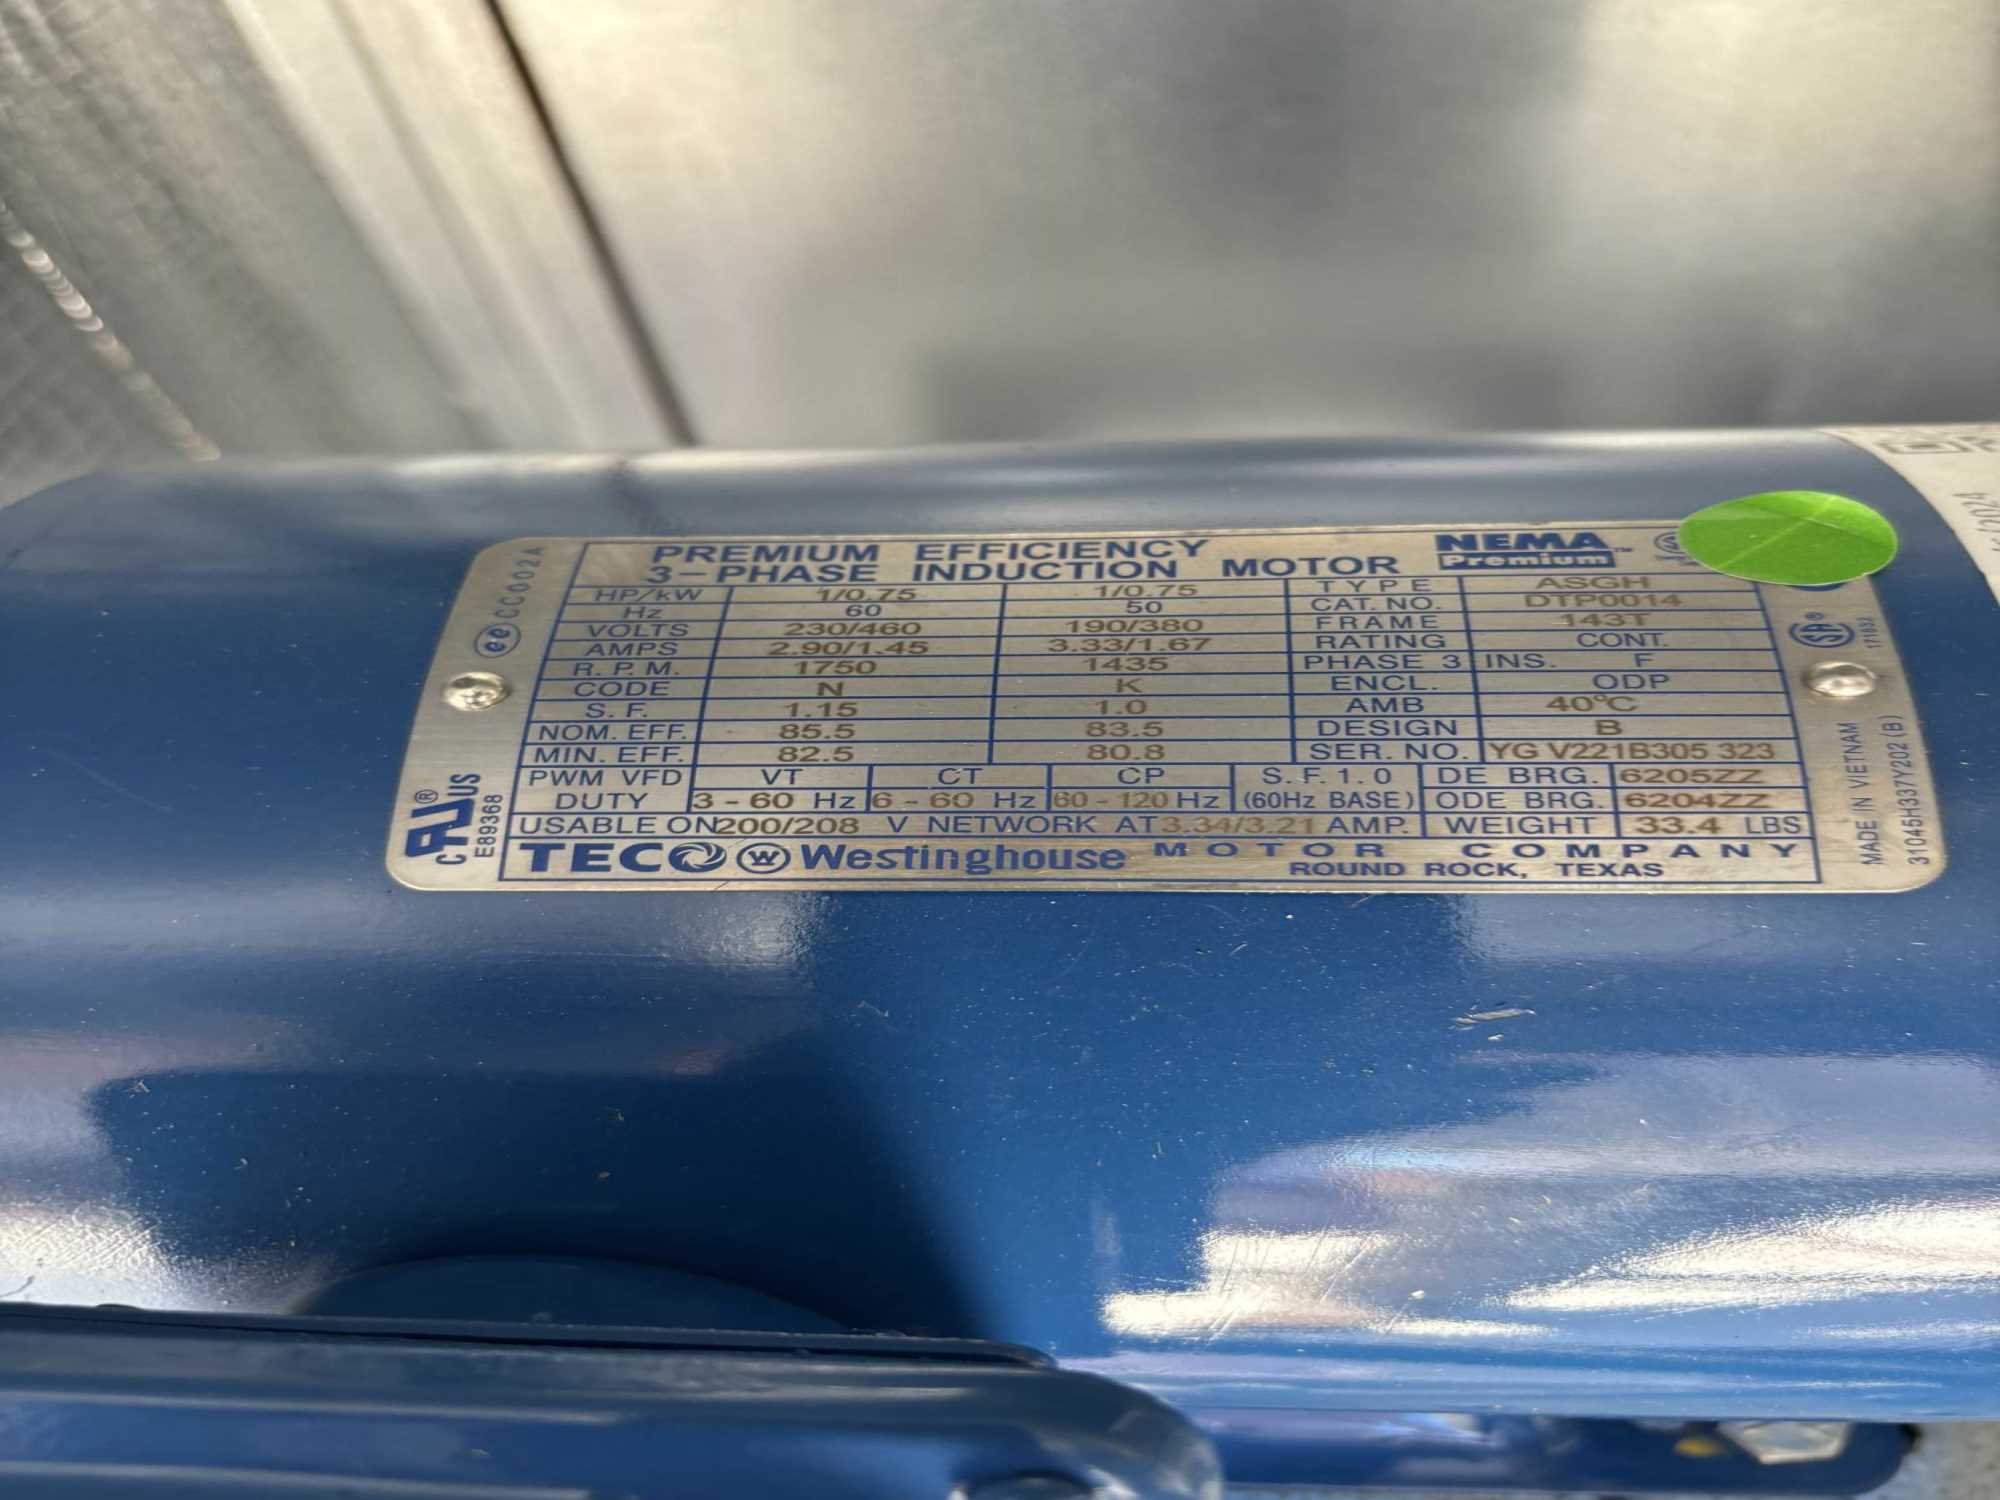 PREMIUM EFFICIENCY
3-PHASE INDUCTION MOTOR
NEMA
Premium™
ee CC002A
HP/kW 1/0.75 1/0.75 TYPE ASGH
Hz 60 50 CAT. NO. DTP0014
VOLTS 230/460 190/380 FRAME 143T
AMPS 2.90/1.45 3.33/1.67 RATING CONT.
R.P.M. 1750 1435 PHASE 3 INS. F
CODE N K ENCL. ODP
S.F. 1.15 1.0 AMB 40°C
NOM. EFF. 85.5 83.5 DESIGN B
MIN. EFF. 82.5 80.8 SER. NO. YG V221B305 323
PWM VFD VT CT CP S.F.1.0 DE BRG. 6205ZZ
DUTY 3-60 Hz 6-60 Hz 60-120 Hz (60Hz BASE) ODE BRG. 6204ZZ
USABLE ON 200/208 V NETWORK AT 3.34/3.21 AMP. WEIGHT 33.4 LBS
TECO W Westinghouse MOTOR COMPANY
ROUND ROCK, TEXAS
c RU® US
E89368
SA®
171832
MADE IN VIETNAM
31045H337Y202 (B)